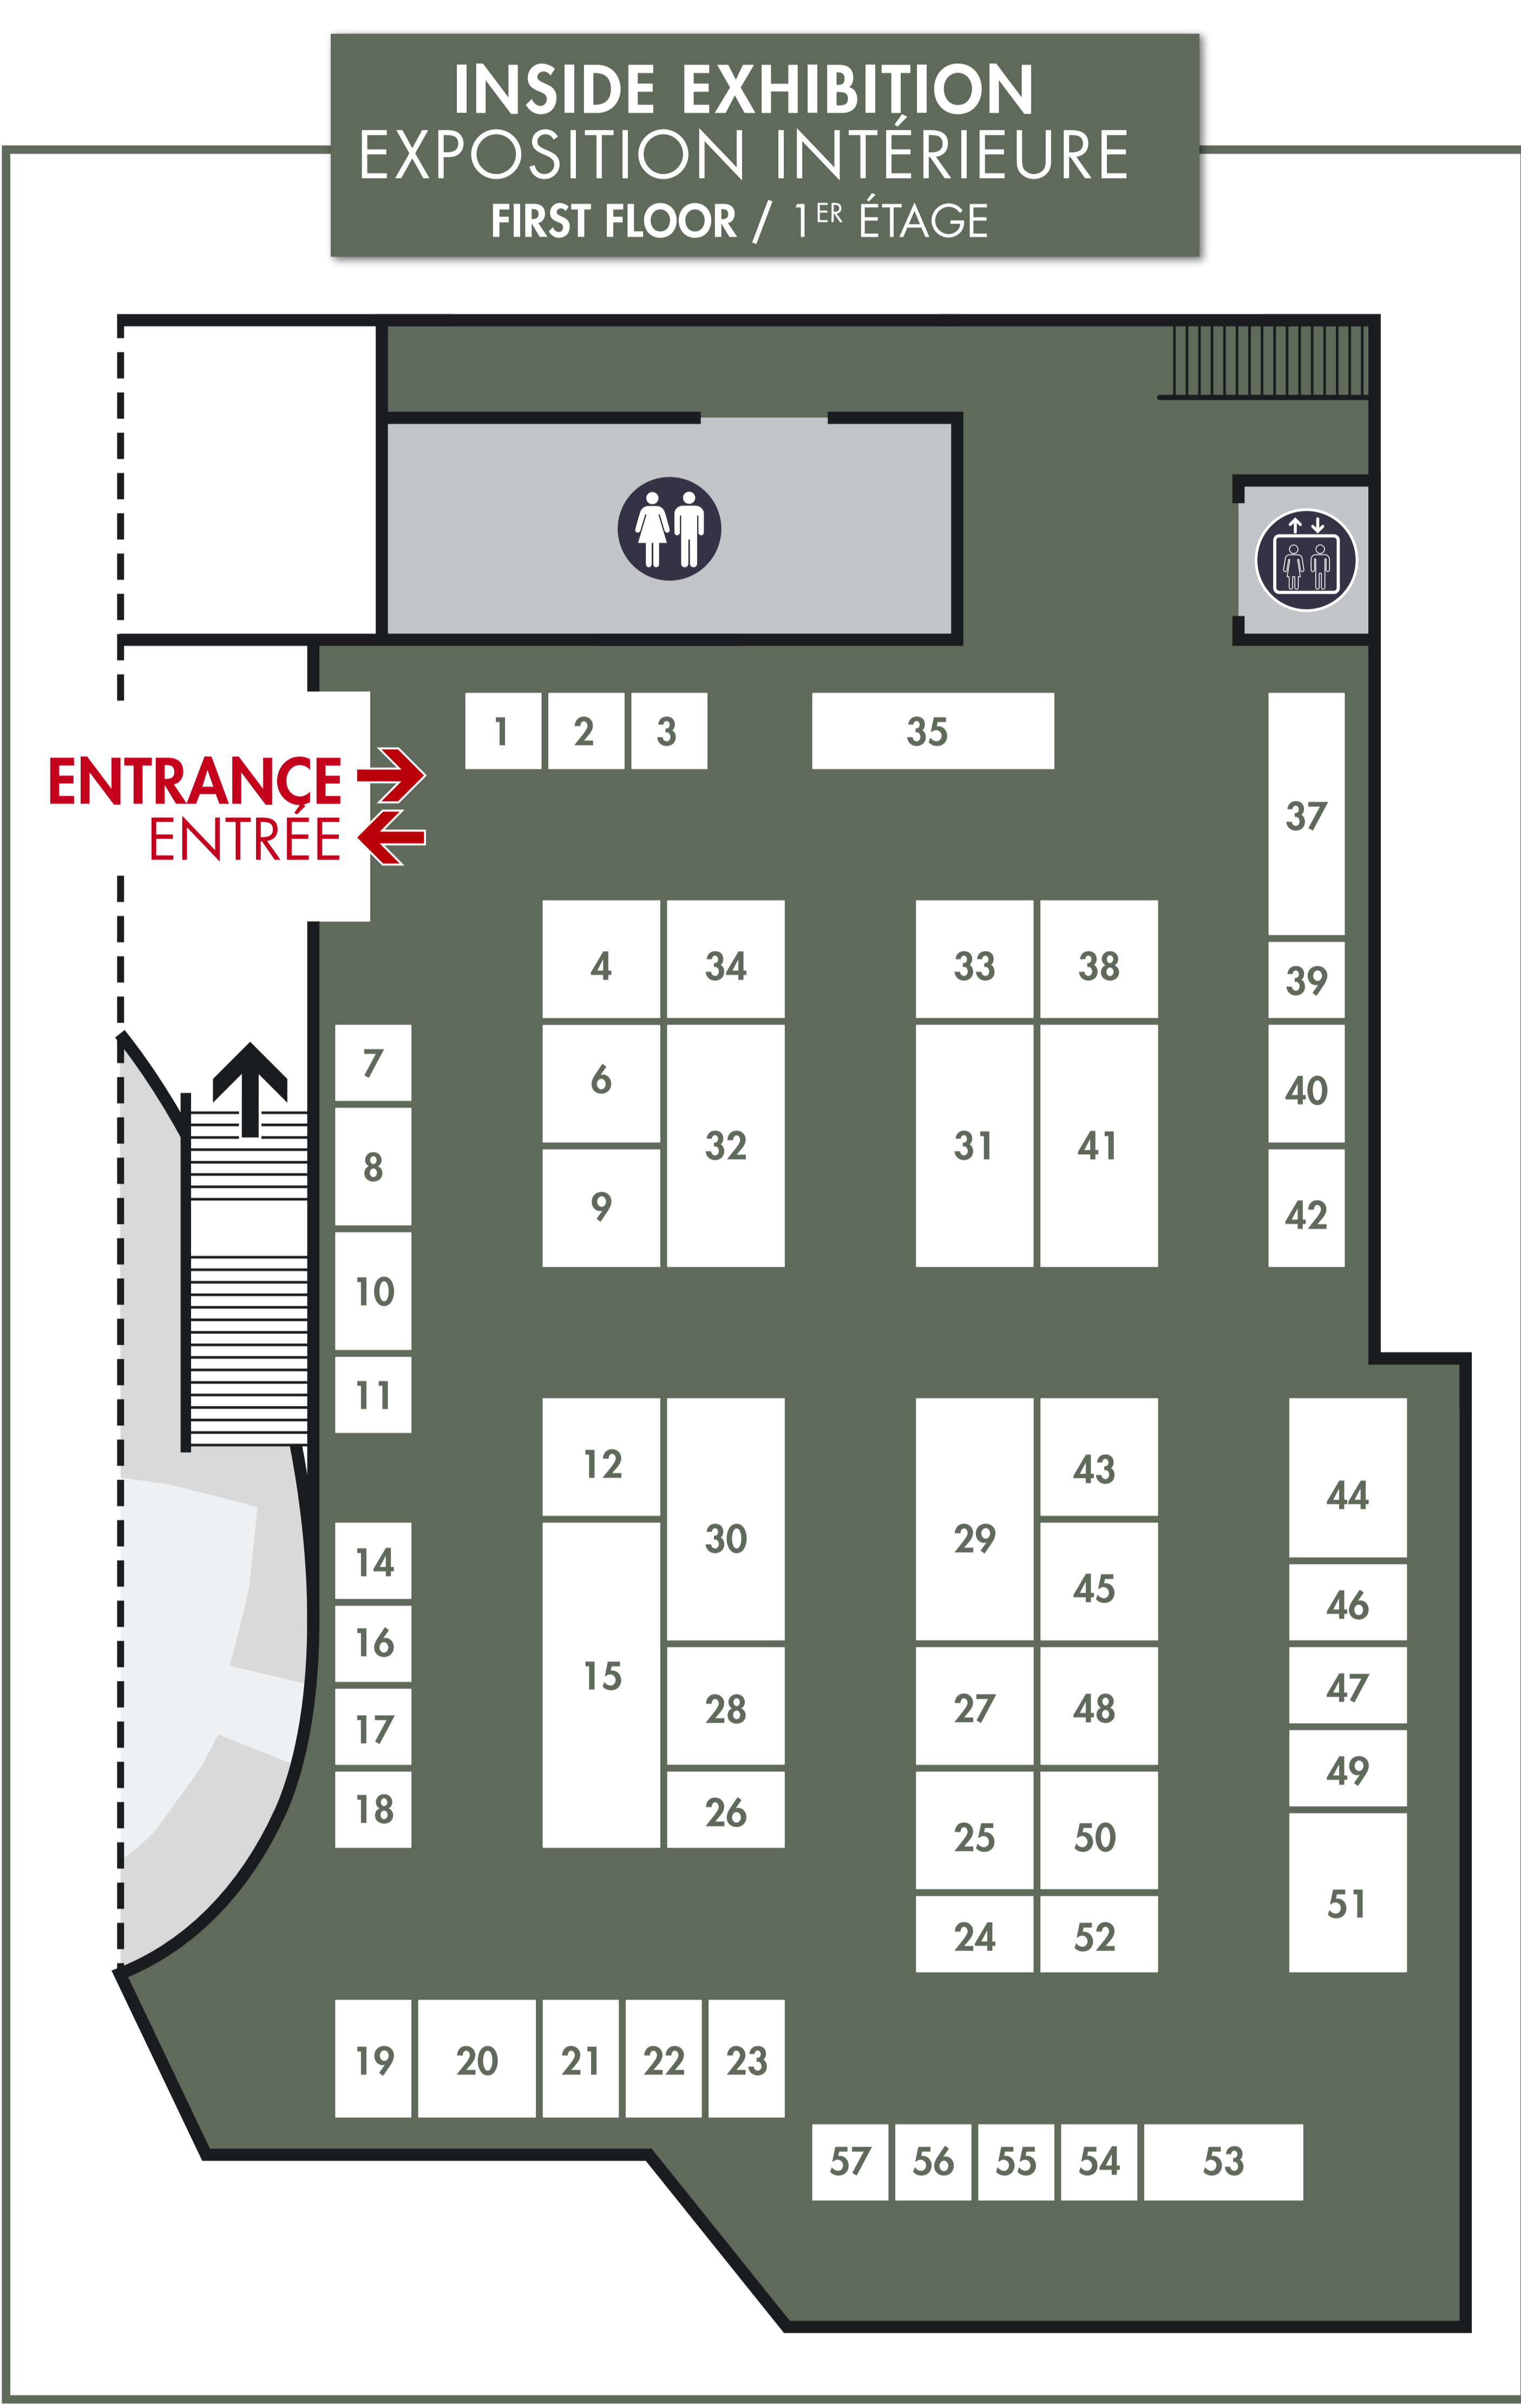 INSIDE EXHIBITION
EXPOSITION INTÉRIEURE
FIRST FLOOR / 1ER ÉTAGE
1 2 3 35
ENTRANCE
ENTRÉE
37
4 34 33 38
39
7
6
40
8
32 31 41
9
42
10
11
12
43
44
30 29
14
45
46
16
15
47
28 27 48
17
49
18
26
25 50
51
24 52
19 20 21 22 23
57 56 55 54 53